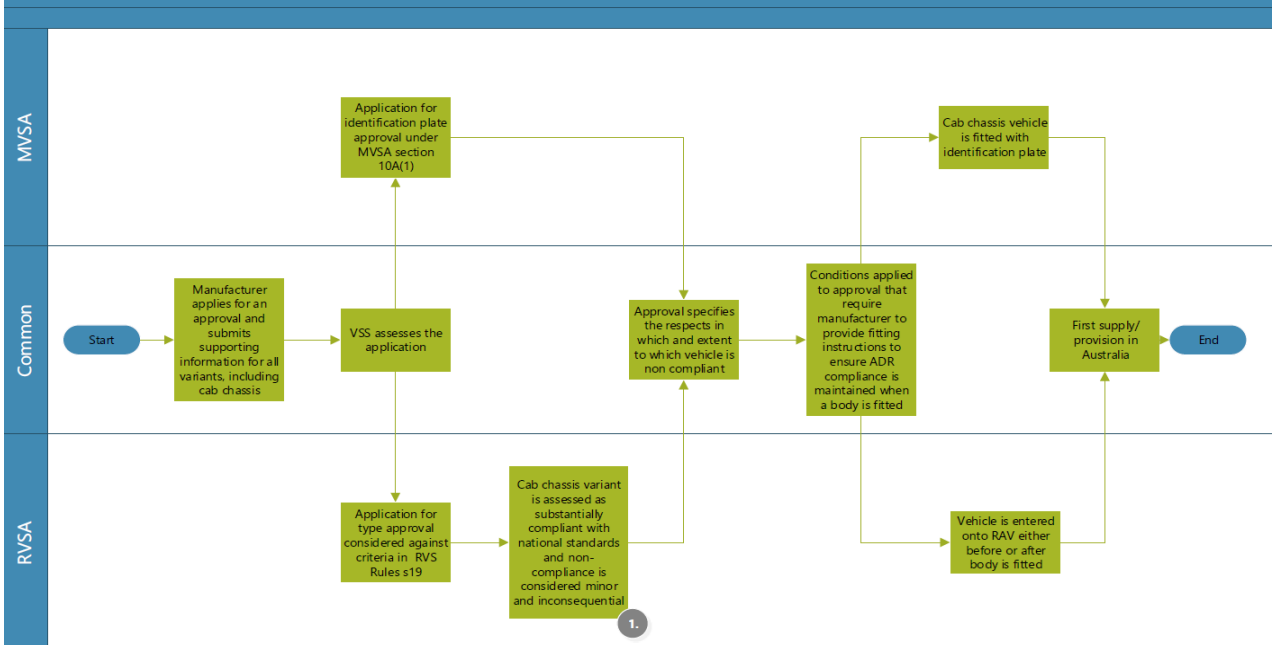 MVSA
Application for
identification plate
approval under
MVSA section
10A(1)
Cab chassis vehicle
is fitted with
identification plate
Common
Start
Manufacturer
applies for an
approval and
submits
supporting
information for all
variants, including
cab chassis
VSS assesses the
application
Approval specifies
the respects in
which and extent
to which vehicle is
non compliant
Conditions applied
to approval that
require
manufacturer to
provide fitting
instructions to
ensure ADR
compliance is
maintained when
a body is fitted
First supply/
provision in
Australia
End
RVSA
Application for
type approval
considered against
criteria in RVS
Rules s19
Cab chassis variant
is assessed as
substantially
compliant with
national standards
and non-
compliance is
considered minor
and inconsequential
1.
Vehicle is entered
onto RAV either
before or after
body is fitted